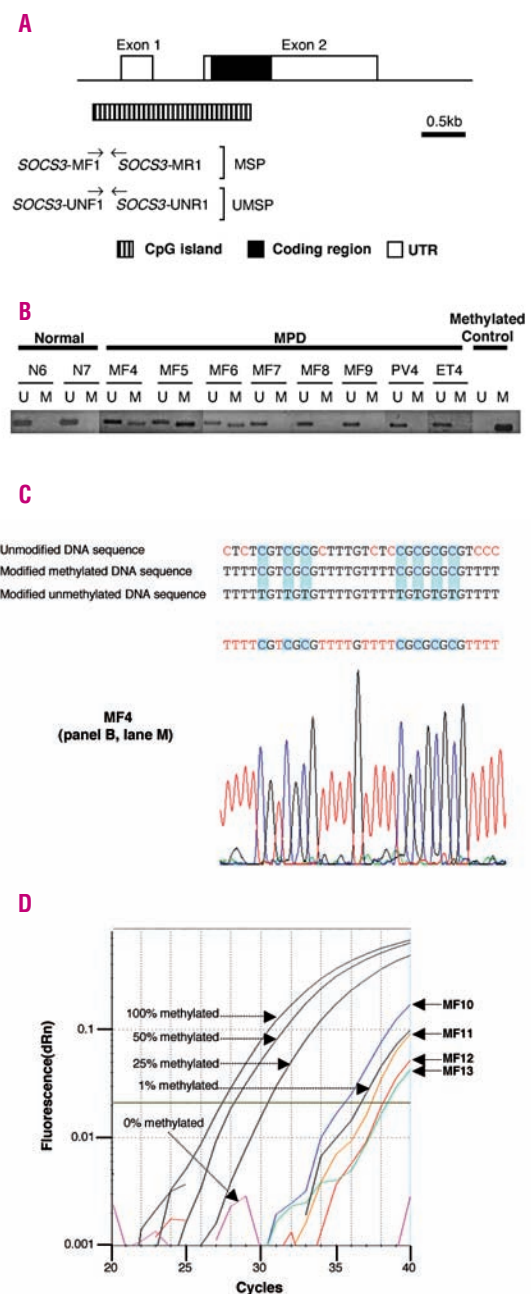 A
Exon 1 Exon 2
0.5kb
SOCS3-MF1 SOCS3-MR1 MSP
SOCS3-UNF1 SOCS3-UNR1 UMSP
CpG island Coding region UTR
B
Normal MPD Methylated Control
N6 N7 MF4 MF5 MF6 MF7 MF8 MF9 PV4 ET4
U M U M U M U M U M U M U M U M U M U M U M
C
Unmodified DNA sequence CTCTCGTCGCGCTTTGTCTCCGCGCGCGTCCC
Modified methylated DNA sequence TTTTCGTCGCGTTTTGTTTTCGCGCGCGTTTT
Modified unmethylated DNA sequence TTTTTGTTGTGTTTTGTTTTTGTGTGTGTTTT
TTTTCGTCGCGTTTTGTTTTCGCGCGCGTTTT
MF4
(panel B, lane M)
D
Fluorescence(dRn)
0.1
0.01
0.001
100% methylated
50% methylated
25% methylated
1% methylated
0% methylated
MF10
MF11
MF12
MF13
20 25 30 35 40
Cycles